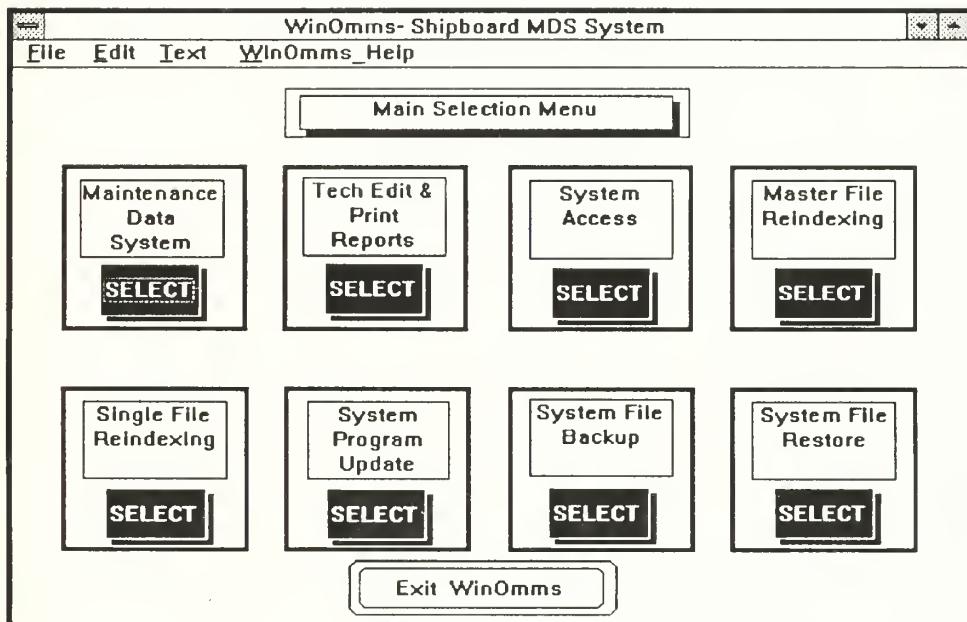 WinOmms- Shipboard MDS System
File Edit Text WinOmms_Help
Main Selection Menu
Maintenance
Data
System
SELECT
Tech Edit &
Print
Reports
SELECT
System
Access
SELECT
Master File
Reindexing
SELECT
Single File
Reindexing
SELECT
System
Program
Update
SELECT
System File
Backup
SELECT
System File
Restore
SELECT
Exit WinOmms